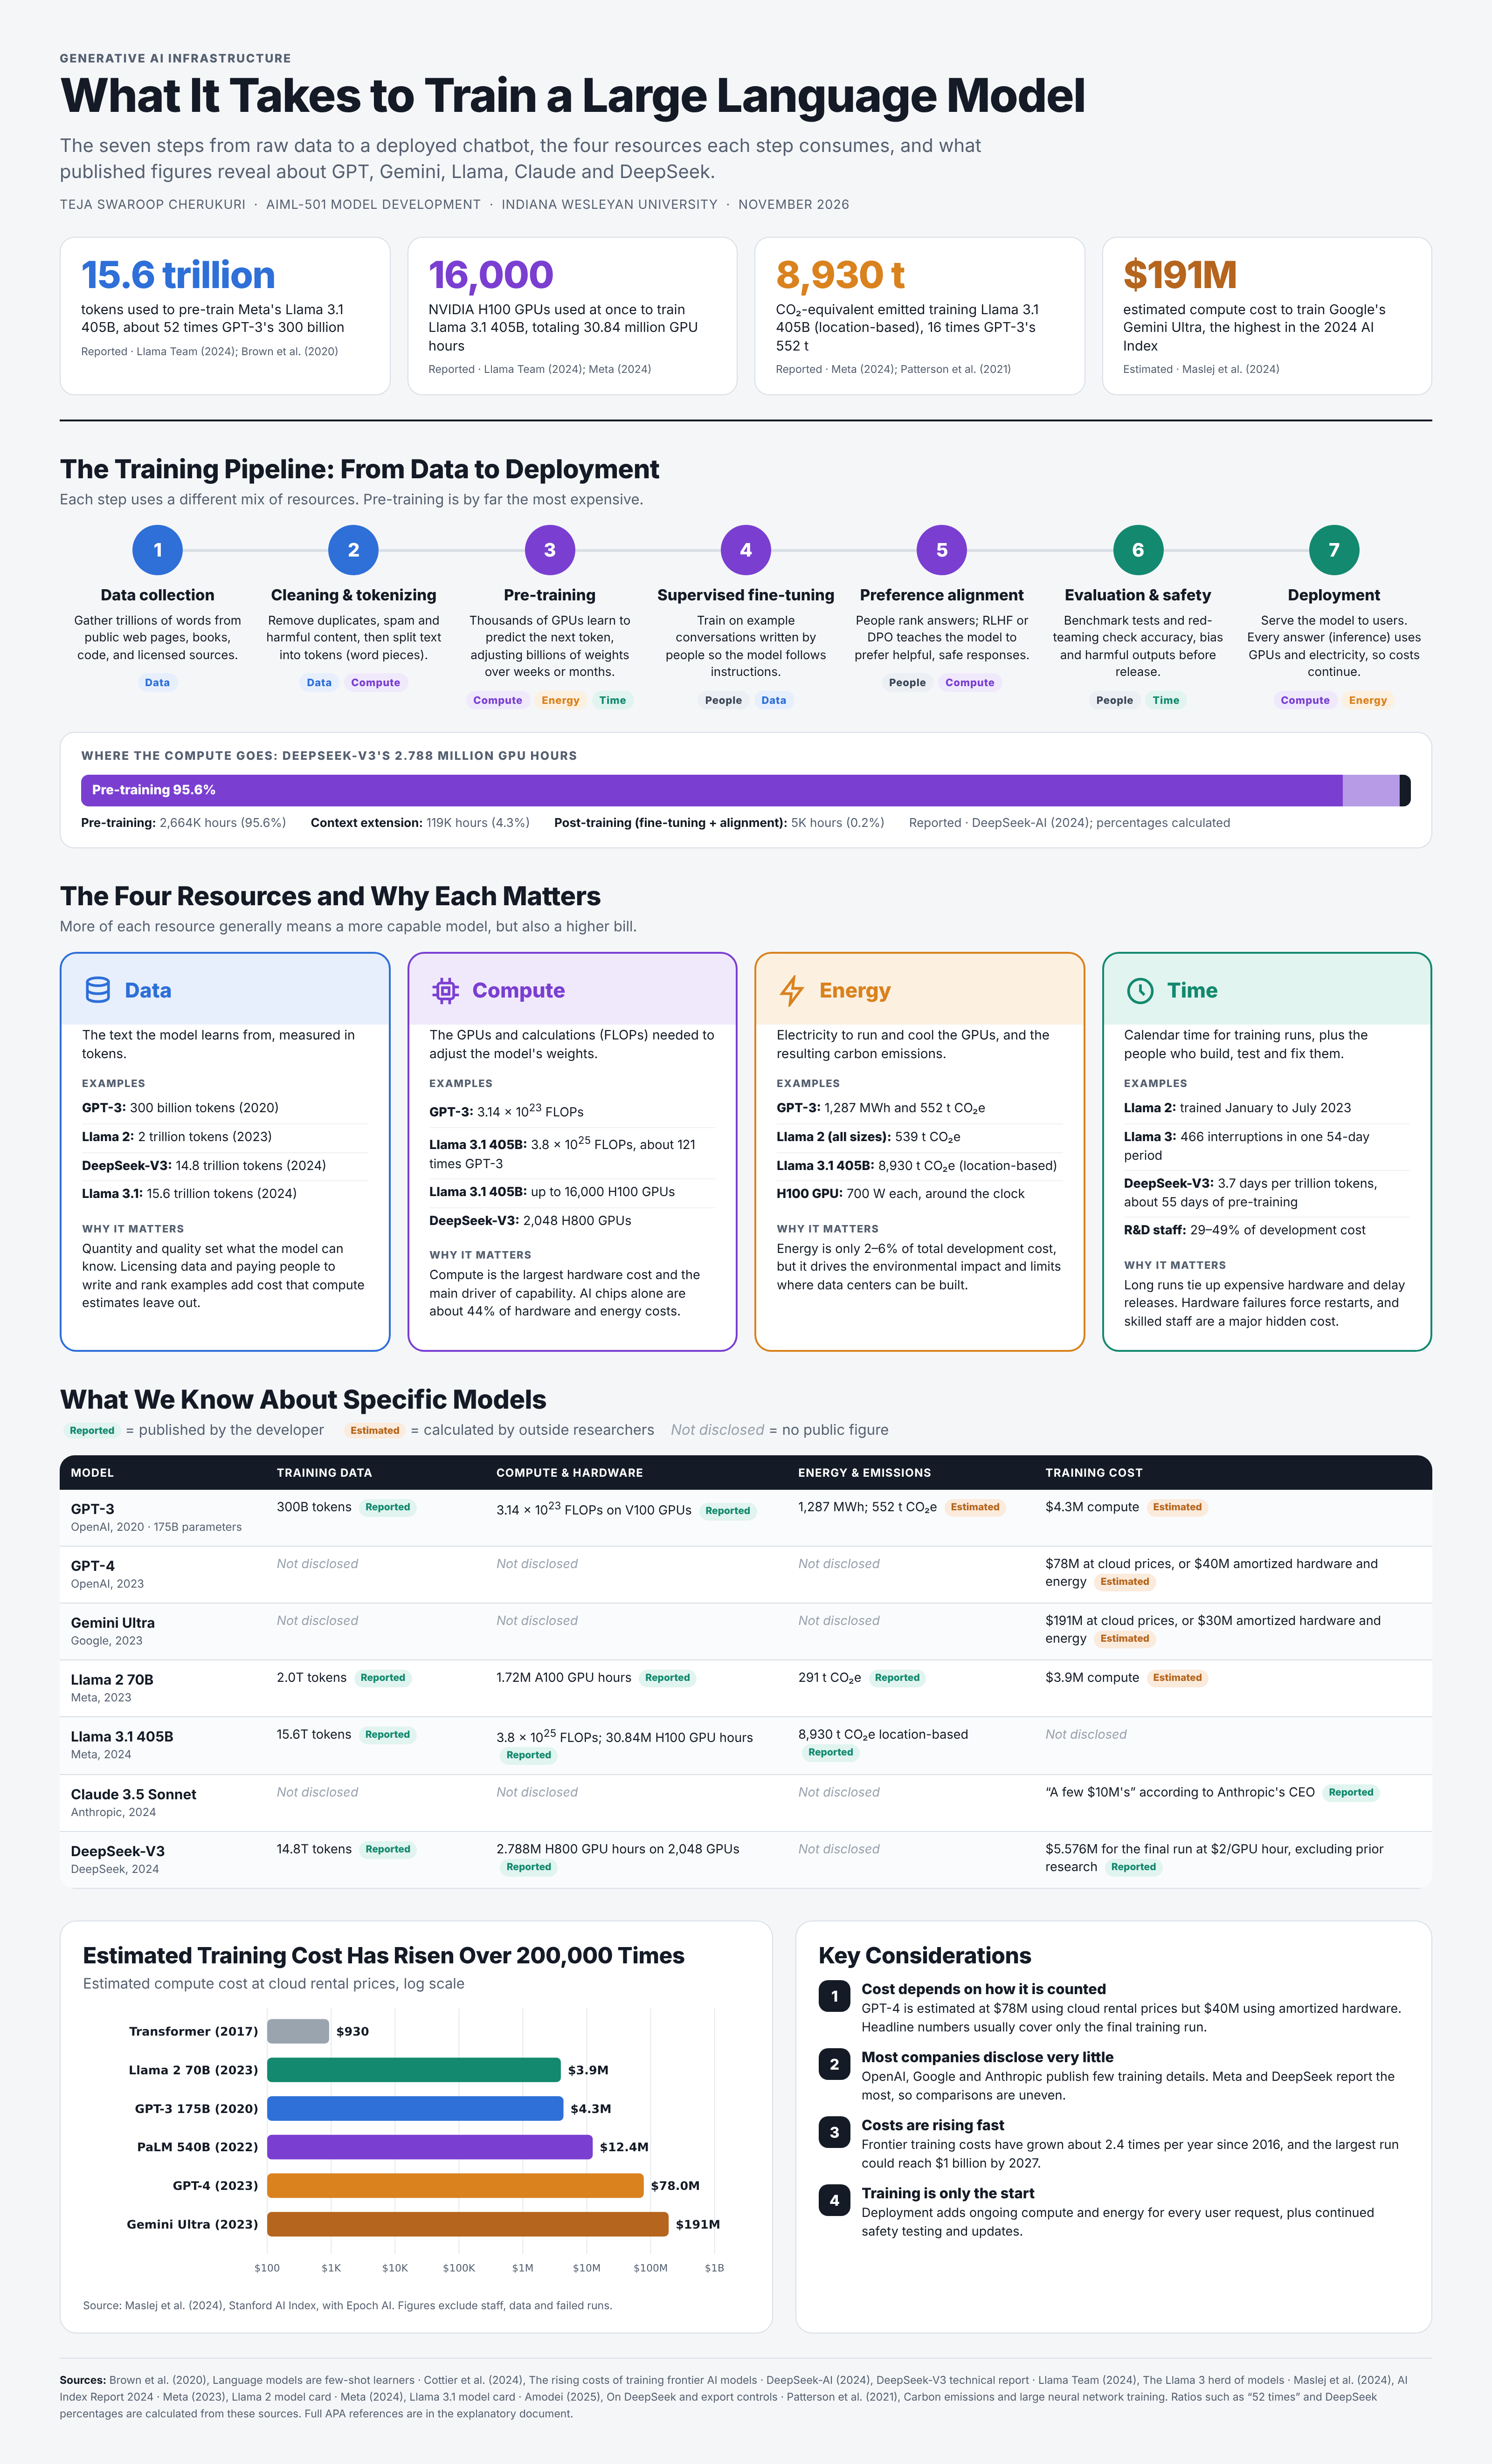 GENERATIVE AI INFRASTRUCTURE
What It Takes to Train a Large Language Model
The seven steps from raw data to a deployed chatbot, the four resources each step consumes, and what
published figures reveal about GPT, Gemini, Llama, Claude and DeepSeek.
TEJA SWAROOP CHERUKURI · AIML-501 MODEL DEVELOPMENT · INDIANA WESLEYAN UNIVERSITY · NOVEMBER 2026
15.6 trillion
tokens used to pre-train Meta's Llama 3.1
405B, about 52 times GPT-3's 300 billion
Reported · Llama Team (2024); Brown et al. (2020)
16,000
NVIDIA H100 GPUs used at once to train
Llama 3.1 405B, totaling 30.84 million GPU
hours
Reported · Llama Team (2024); Meta (2024)
8,930 t
CO₂-equivalent emitted training Llama 3.1
405B (location-based), 16 times GPT-3's
552 t
Reported · Meta (2024); Patterson et al. (2021)
$191M
estimated compute cost to train Google's
Gemini Ultra, the highest in the 2024 AI
Index
Estimated · Maslej et al. (2024)
The Training Pipeline: From Data to Deployment
Each step uses a different mix of resources. Pre-training is by far the most expensive.
1
Data collection
Gather trillions of words from
public web pages, books,
code, and licensed sources.
Data
2
Cleaning & tokenizing
Remove duplicates, spam and
harmful content, then split text
into tokens (word pieces).
Data Compute
3
Pre-training
Thousands of GPUs learn to
predict the next token,
adjusting billions of weights
over weeks or months.
Compute Energy Time
4
Supervised fine-tuning
Train on example
conversations written by
people so the model follows
instructions.
People Data
5
Preference alignment
People rank answers; RLHF or
DPO teaches the model to
prefer helpful, safe responses.
People Compute
6
Evaluation & safety
Benchmark tests and red-
teaming check accuracy, bias
and harmful outputs before
release.
People Time
7
Deployment
Serve the model to users.
Every answer (inference) uses
GPUs and electricity, so costs
continue.
Compute Energy
WHERE THE COMPUTE GOES: DEEPSEEK-V3'S 2.788 MILLION GPU HOURS
Pre-training 95.6%
Pre-training: 2,664K hours (95.6%) Context extension: 119K hours (4.3%) Post-training (fine-tuning + alignment): 5K hours (0.2%) Reported · DeepSeek-AI (2024); percentages calculated
The Four Resources and Why Each Matters
More of each resource generally means a more capable model, but also a higher bill.
Data
The text the model learns from, measured in
tokens.
EXAMPLES
GPT-3: 300 billion tokens (2020)
Llama 2: 2 trillion tokens (2023)
DeepSeek-V3: 14.8 trillion tokens (2024)
Llama 3.1: 15.6 trillion tokens (2024)
WHY IT MATTERS
Quantity and quality set what the model can
know. Licensing data and paying people to
write and rank examples add cost that compute
estimates leave out.
Compute
The GPUs and calculations (FLOPs) needed to
adjust the model's weights.
EXAMPLES
GPT-3: 3.14 × 10²³ FLOPs
Llama 3.1 405B: 3.8 × 10²⁵ FLOPs, about 121
times GPT-3
Llama 3.1 405B: up to 16,000 H100 GPUs
DeepSeek-V3: 2,048 H800 GPUs
WHY IT MATTERS
Compute is the largest hardware cost and the
main driver of capability. AI chips alone are
about 44% of hardware and energy costs.
Energy
Electricity to run and cool the GPUs, and the
resulting carbon emissions.
EXAMPLES
GPT-3: 1,287 MWh and 552 t CO₂e
Llama 2 (all sizes): 539 t CO₂e
Llama 3.1 405B: 8,930 t CO₂e (location-based)
H100 GPU: 700 W each, around the clock
WHY IT MATTERS
Energy is only 2–6% of total development cost,
but it drives the environmental impact and limits
where data centers can be built.
Time
Calendar time for training runs, plus the
people who build, test and fix them.
EXAMPLES
Llama 2: trained January to July 2023
Llama 3: 466 interruptions in one 54-day
period
DeepSeek-V3: 3.7 days per trillion tokens,
about 55 days of pre-training
R&D staff: 29–49% of development cost
WHY IT MATTERS
Long runs tie up expensive hardware and delay
releases. Hardware failures force restarts, and
skilled staff are a major hidden cost.
What We Know About Specific Models
Reported = published by the developer Estimated = calculated by outside researchers Not disclosed = no public figure
MODEL TRAINING DATA COMPUTE & HARDWARE ENERGY & EMISSIONS TRAINING COST
GPT-3
OpenAI, 2020 · 175B parameters
300B tokens Reported
3.14 × 10²³ FLOPs on V100 GPUs Reported
1,287 MWh; 552 t CO₂e Estimated
$4.3M compute Estimated
GPT-4
OpenAI, 2023
Not disclosed
Not disclosed
Not disclosed
$78M at cloud prices, or $40M amortized hardware and
energy Estimated
Gemini Ultra
Google, 2023
Not disclosed
Not disclosed
Not disclosed
$191M at cloud prices, or $30M amortized hardware and
energy Estimated
Llama 2 70B
Meta, 2023
2.0T tokens Reported
1.72M A100 GPU hours Reported
291 t CO₂e Reported
$3.9M compute Estimated
Llama 3.1 405B
Meta, 2024
15.6T tokens Reported
3.8 × 10²⁵ FLOPs; 30.84M H100 GPU hours
Reported
8,930 t CO₂e location-based
Reported
Not disclosed
Claude 3.5 Sonnet
Anthropic, 2024
Not disclosed
Not disclosed
Not disclosed
“A few $10M's” according to Anthropic's CEO Reported
DeepSeek-V3
DeepSeek, 2024
14.8T tokens Reported
2.788M H800 GPU hours on 2,048 GPUs
Reported
Not disclosed
$5.576M for the final run at $2/GPU hour, excluding prior
research Reported
Estimated Training Cost Has Risen Over 200,000 Times
Estimated compute cost at cloud rental prices, log scale
Transformer (2017) $930
Llama 2 70B (2023) $3.9M
GPT-3 175B (2020) $4.3M
PaLM 540B (2022) $12.4M
GPT-4 (2023) $78.0M
Gemini Ultra (2023) $191M
$100 $1K $10K $100K $1M $10M $100M $1B
Source: Maslej et al. (2024), Stanford AI Index, with Epoch AI. Figures exclude staff, data and failed runs.
Key Considerations
1
Cost depends on how it is counted
GPT-4 is estimated at $78M using cloud rental prices but $40M using amortized hardware.
Headline numbers usually cover only the final training run.
2
Most companies disclose very little
OpenAI, Google and Anthropic publish few training details. Meta and DeepSeek report the
most, so comparisons are uneven.
3
Costs are rising fast
Frontier training costs have grown about 2.4 times per year since 2016, and the largest run
could reach $1 billion by 2027.
4
Training is only the start
Deployment adds ongoing compute and energy for every user request, plus continued
safety testing and updates.
Sources: Brown et al. (2020), Language models are few-shot learners · Cottier et al. (2024), The rising costs of training frontier AI models · DeepSeek-AI (2024), DeepSeek-V3 technical report · Llama Team (2024), The Llama 3 herd of models · Maslej et al. (2024), AI
Index Report 2024 · Meta (2023), Llama 2 model card · Meta (2024), Llama 3.1 model card · Amodei (2025), On DeepSeek and export controls · Patterson et al. (2021), Carbon emissions and large neural network training. Ratios such as “52 times” and DeepSeek
percentages are calculated from these sources. Full APA references are in the explanatory document.